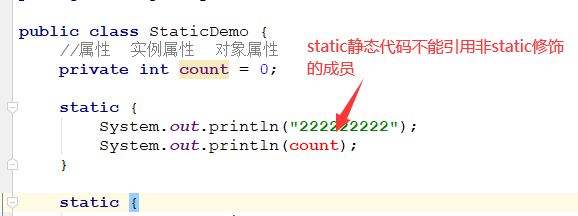 public class StaticDemo {
//属性 实例属性 对象属性
private int count = 0;
static静态代码不能引用非static修饰
的成员
static {
System.out.println("222222222");
System.out.println(count);
}
static {